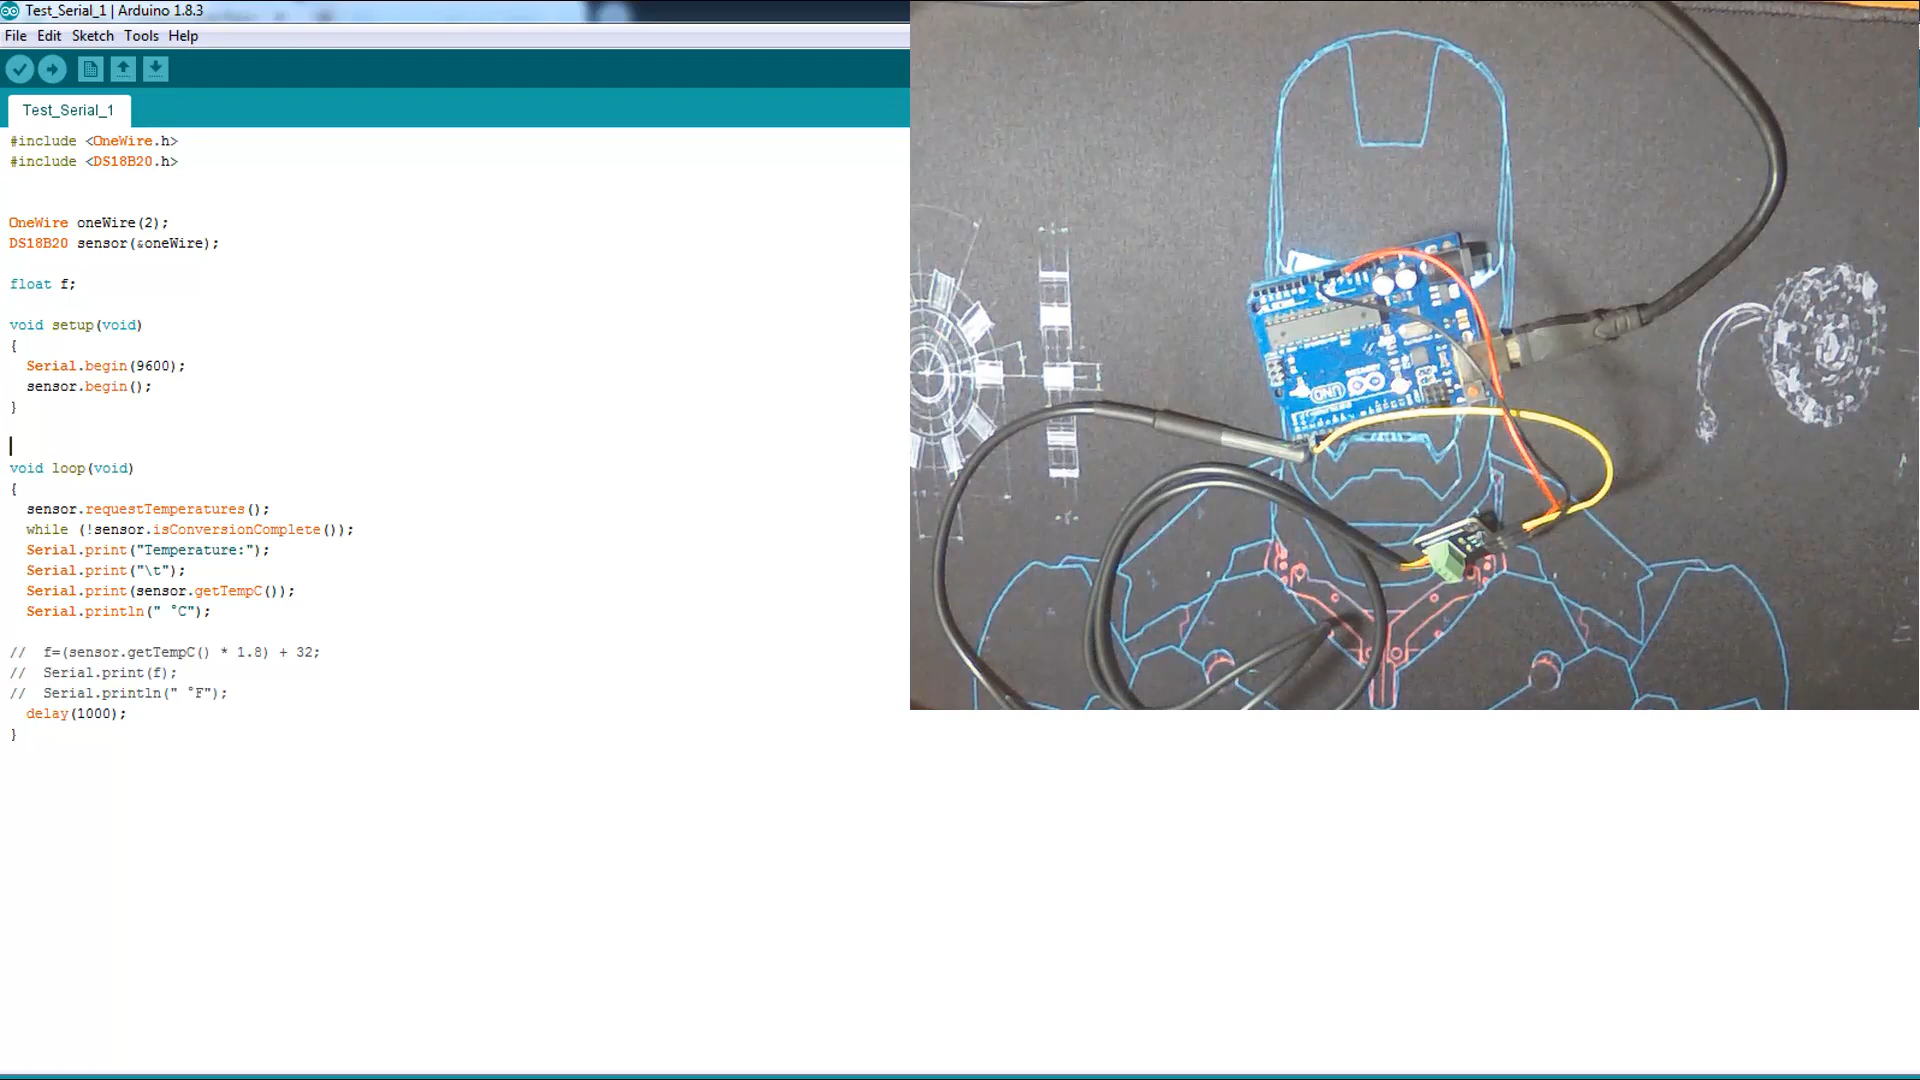 Test_Serial_1 | Arduino 1.8.3
File Edit Sketch Tools Help
Test_Serial_1
#include <OneWire.h>
#include <DS18B20.h>
OneWire oneWire(2);
DS18B20 sensor(&oneWire);
float f;
void setup(void)
{
Serial.begin(9600);
sensor.begin();
}
void loop(void)
{
sensor.requestTemperatures();
while (!sensor.isConversionComplete());
Serial.print("Temperature:");
Serial.print("\t");
Serial.print(sensor.getTempC());
Serial.println(" °C");
// f=(sensor.getTempC() * 1.8) + 32;
// Serial.print(f);
// Serial.println(" °F");
delay(1000);
}
UNO